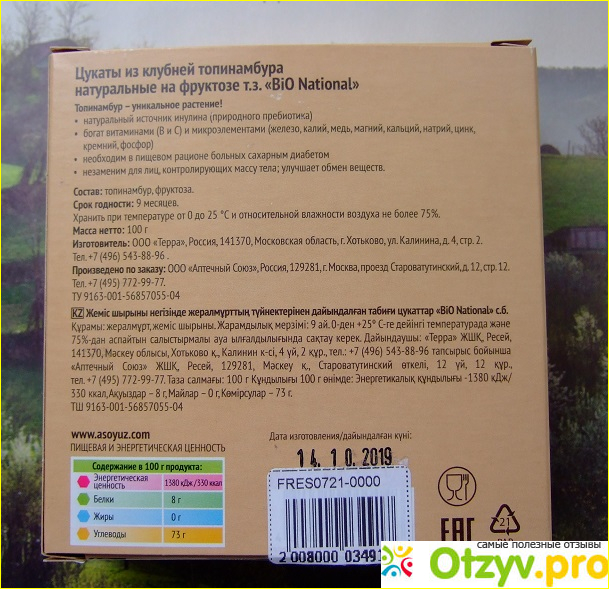 Цукаты из клубней топинамбура
натуральные на фруктозе т.з. «BiO National»
Топинамбур – уникальное растение!
• натуральный источник инулина (природного пребиотика)
• богат витаминами (В и С) и микроэлементами (железо, калий, медь, магний, кальций, натрий, цинк,
кремний, фосфор)
• необходим в пищевом рационе больных сахарным диабетом
• незаменим для лиц, контролирующих массу тела; улучшает обмен веществ.
Состав: топинамбур, фруктоза.
Срок годности: 9 месяцев.
Хранить при температуре от 0 до 25 °С и относительной влажности воздуха не более 75%.
Масса нетто: 100 г
Изготовитель: ООО «Терра», Россия, 141370, Московская область, г. Хотьково, ул. Калинина, д. 4, стр. 2.
Тел. +7 (496) 543-88-96 .
Произведено по заказу: ООО «Аптечный Союз», Россия, 129281, г. Москва, проезд Староватутинский, д. 12, стр. 12.
Тел. +7 (495) 772-99-77.
ТУ 9163-001-56857055-04
KZ Жеміс шырыны негізінде жералмұрттың түйнектерінен дайындалған табиғи цукаттар «BiO National» с.б.
Құрамы: жералмұрт, жеміс шырыны. Жарамдылық мерзімі: 9 ай. 0-ден +25° С-ге дейінгі температурада және
75%-дан аспайтын салыстырмалы ауа ылғалдылығында сақтау керек. Дайындаушы: «Терра» ЖШҚ, Ресей,
141370, Мәскеу облысы, Хотьково қ., Калинин к-сі, 4 үй, 2 құр., тел.: +7 (496) 543-88-96 тапсырыс бойынша
«Аптечный Союз» ЖШҚ, Ресей, 129281, Мәскеу қ., Староватутинский өткелі, 12 үй, 12 құр.,
тел. +7 (495) 772-99-77. Таза салмағы: 100 г Құндылығы 100 г өнімде: Энергетикалық құндылығы -1380 кДж/
330 ккал, Ақуыздар – 8 г, Майлар – 0 г, Көмірсулар – 73 г.
ТШ 9163-001-56857055-04
www.asoyuz.com
ПИЩЕВАЯ И ЭНЕРГЕТИЧЕСКАЯ ЦЕННОСТЬ
Содержание в 100 г продукта:
Энергетическая ценность 1380 кДж/330 ккал
Белки 8 г
Жиры 0 г
Углеводы 73 г
Дата изготовления/дайындалған күні:
14.10.2019
FRES0721-0000
2 008000 0349
EAC
21
PAP
самые полезные отзывы
Otzyv.pro